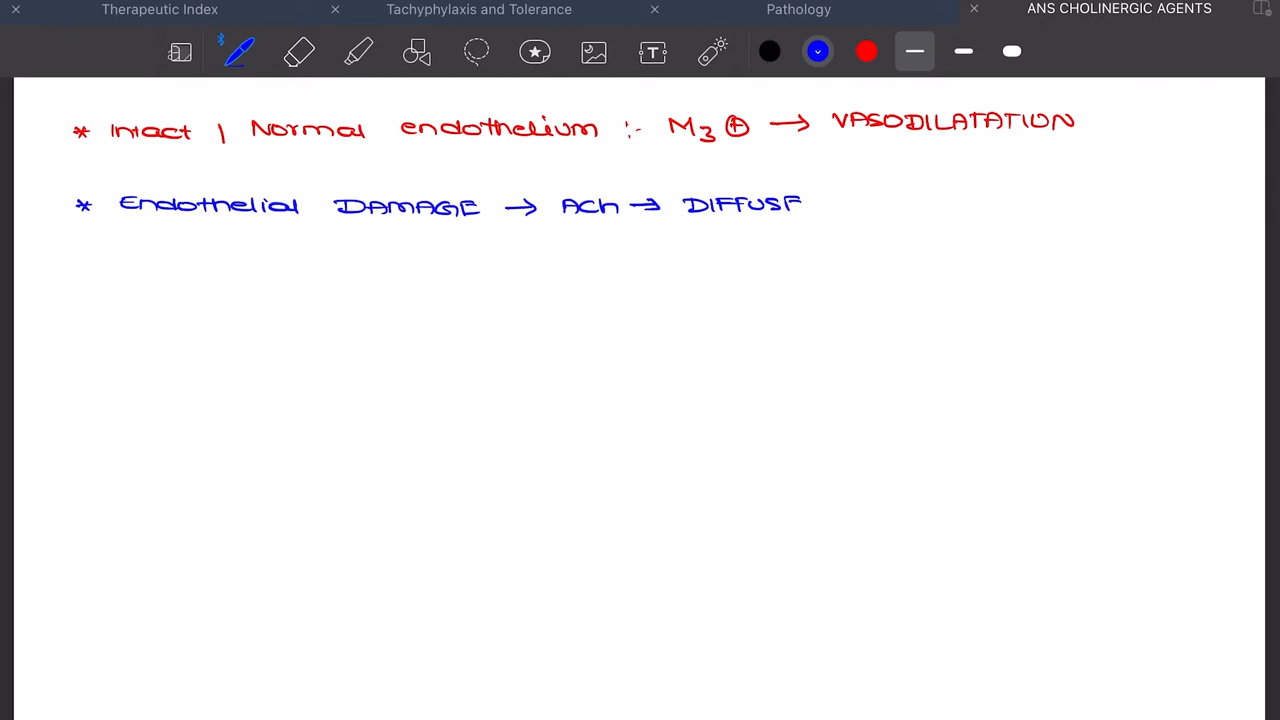 Therapeutic Index Tachyphylaxis and Tolerance Pathology ANS CHOLINERGIC AGENTS
* Intact / Normal endothelium :- M3 ⊕ → VASODILATATION
* Endothelial DAMAGE → ACh → DIFFUSE